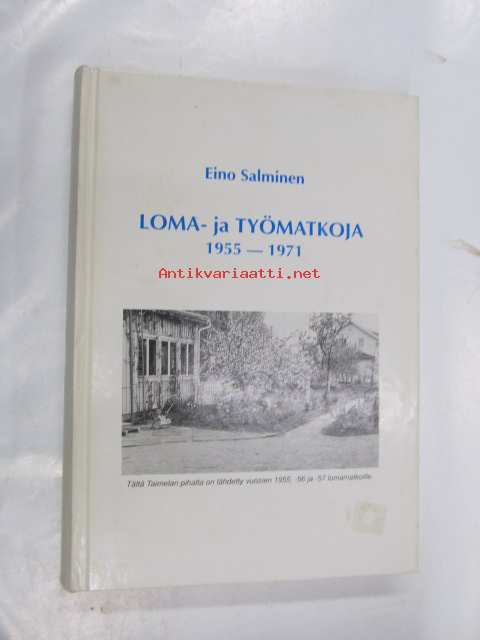 Eino Salminen
LOMA- ja TYÖMATKOJA
1955 — 1971
Antikvariaatti.net
Tältä Taimelan pihalta on lähdetty vuosien 1955, -56 ja -57 lomamatkoille.